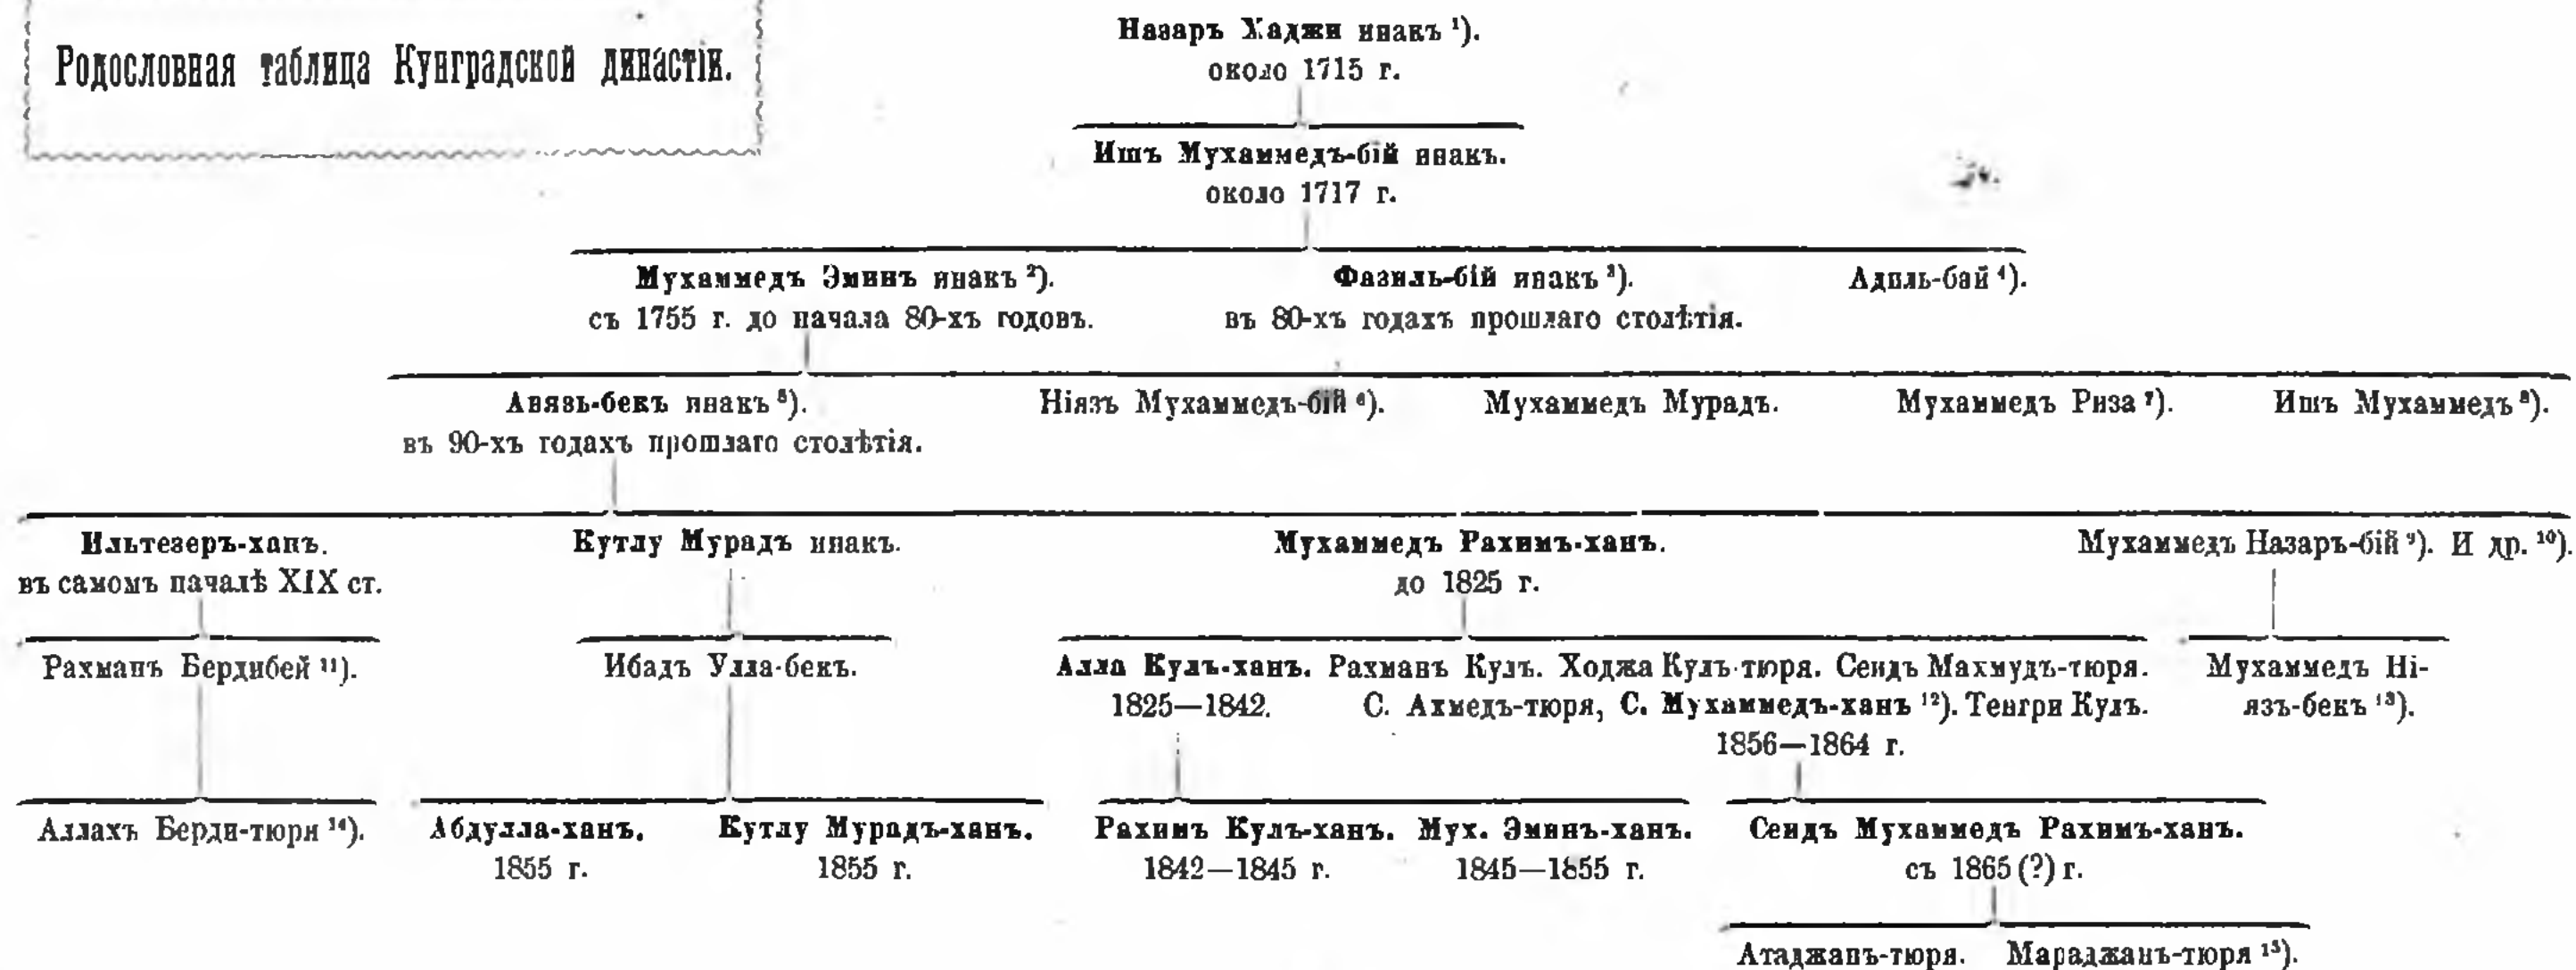 Родословная таблица Кунградской династіи.
Назаръ Хаджи инакъ ¹).
около 1715 г.
Ишъ Мухаммедъ-бій инакъ.
около 1717 г.
Мухаммедъ Эминъ инакъ ²). Фазиль-бій инакъ ³). Адиль-бай ⁴).
съ 1755 г. до начала 80-хъ годовъ. въ 80-хъ годахъ прошлаго столѣтія.
Авязь-бекъ инакъ ⁵). Ніязъ Мухаммедъ-бій ⁶). Мухаммедъ Мурадъ. Мухаммедъ Риза ⁷). Ишъ Мухаммедъ ⁸).
въ 90-хъ годахъ прошлаго столѣтія.
Ильтезеръ-ханъ. Кутлу Мурадъ инакъ. Мухаммедъ Рахимъ-ханъ. Мухаммедъ Назаръ-бій ⁹). И др. ¹⁰).
въ самомъ началѣ XIX ст. до 1825 г.
Рахманъ Бердибей ¹¹). Ибадъ Улла-бекъ. Алла Кулъ-ханъ. Рахманъ Кулъ. Ходжа Кулъ-тюря. Сеидъ Махмудъ-тюря. Мухаммедъ Ні-
1825—1842. С. Ахмедъ-тюря, С. Мухаммедъ-ханъ ¹²). Тенгри Кулъ. язъ-бекъ ¹³).
1856—1864 г.
Аллахъ Берди-тюря ¹⁴). Абдулла-ханъ. Кутлу Мурадъ-ханъ. Рахимъ Кулъ-ханъ. Мух. Эминъ-ханъ. Сеидъ Мухаммедъ Рахимъ-ханъ.
1855 г. 1855 г. 1842—1845 г. 1845—1855 г. съ 1865 (?) г.
Атаджанъ-тюря. Мараджанъ-тюря ¹⁵).